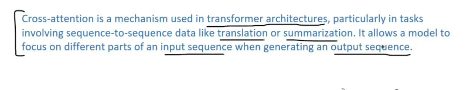 Cross-attention is a mechanism used in transformer architectures, particularly in tasks
involving sequence-to-sequence data like translation or summarization. It allows a model to
focus on different parts of an input sequence when generating an output sequence.